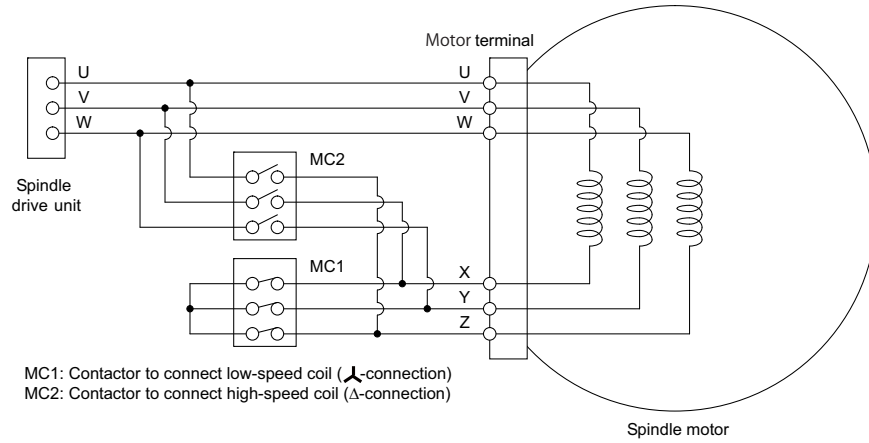 Motor terminal
U
V
W
U
V
W
MC2
Spindle
drive unit
MC1
X
Y
Z
MC1: Contactor to connect low-speed coil (⅄-connection)
MC2: Contactor to connect high-speed coil (Δ-connection)
Spindle motor